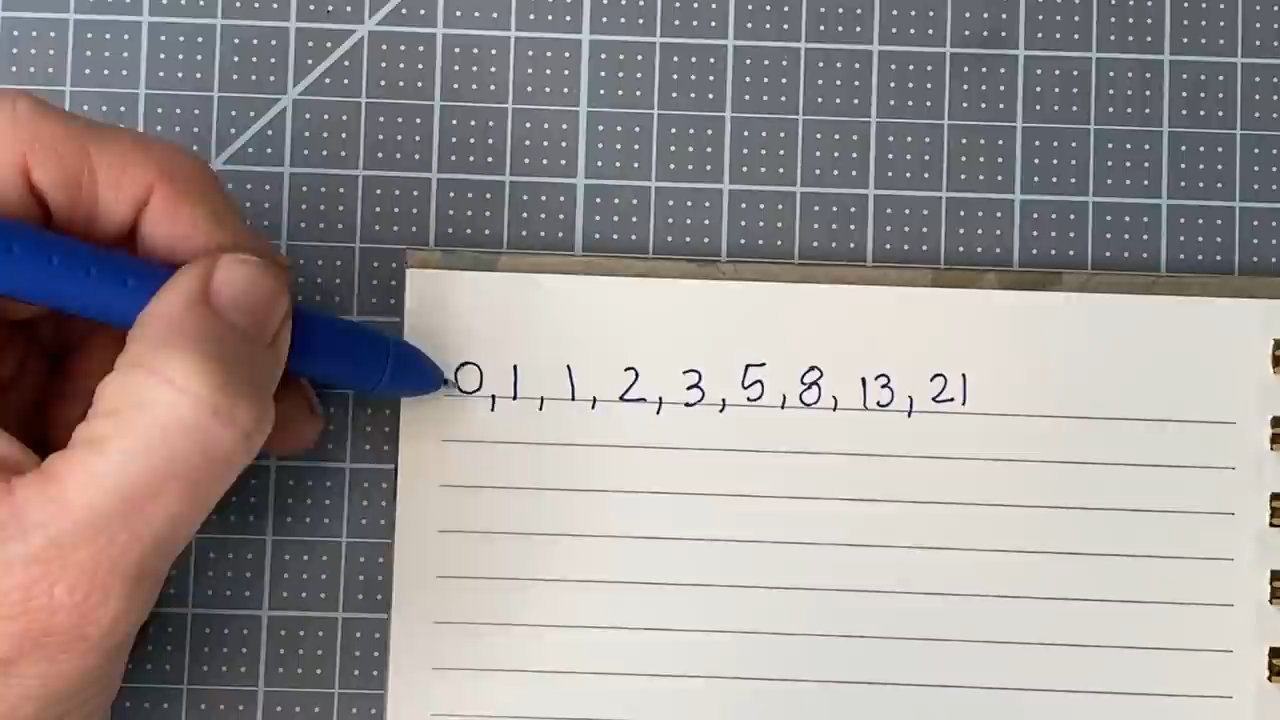 0, 1, 1, 2, 3, 5, 8, 13, 21